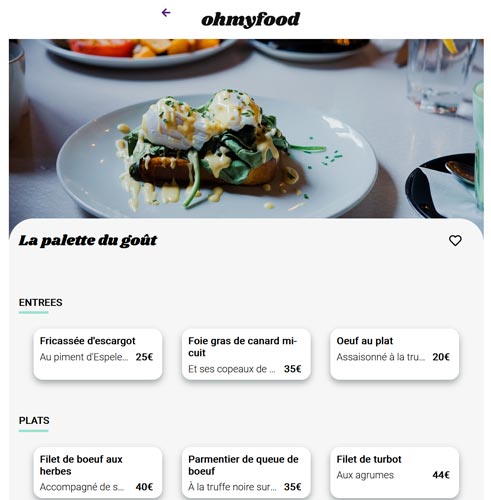 ohmyfood
La palette du goût
ENTREES
Fricassée d'escargot
Au piment d'Espele... 25€
Foie gras de canard mi-
cuit
Et ses copeaux de ... 35€
Oeuf au plat
Assaisonné à la tru... 20€
PLATS
Filet de boeuf aux
herbes
Accompagné de s... 40€
Parmentier de queue de
boeuf
À la truffe noire sur... 35€
Filet de turbot
Aux agrumes 44€